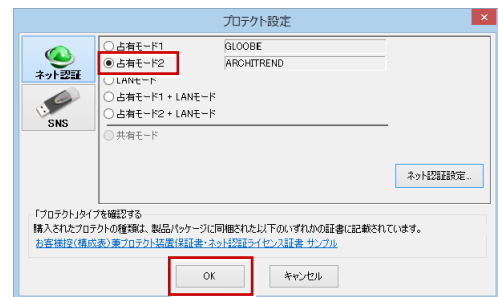 プロテクト設定
ネット認証
SNS
占有モード1 GLOOBE
占有モード2 ARCHITREND
LANモード
占有モード1 + LANモード
占有モード2 + LANモード
共有モード
ネット認証設定...
「プロテクト」タイプを確認する
購入されたプロテクトの種類は、製品パッケージに同梱された以下のいずれかの証書に記載されています。
お客様控(構成表)兼プロテクト装置保証書・ネット認証ライセンス証書 サンプル
OK キャンセル